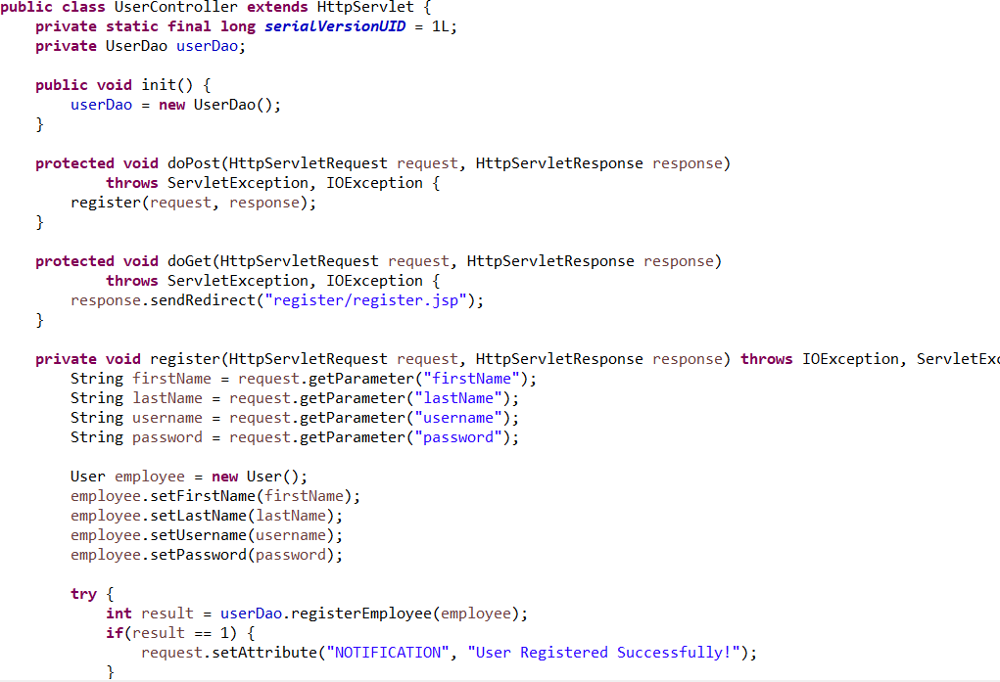 public class UserController extends HttpServlet {
    private static final long serialVersionUID = 1L;
    private UserDao userDao;

    public void init() {
        userDao = new UserDao();
    }

    protected void doPost(HttpServletRequest request, HttpServletResponse response)
            throws ServletException, IOException {
        register(request, response);
    }

    protected void doGet(HttpServletRequest request, HttpServletResponse response)
            throws ServletException, IOException {
        response.sendRedirect("register/register.jsp");
    }

    private void register(HttpServletRequest request, HttpServletResponse response) throws IOException, ServletEx
        String firstName = request.getParameter("firstName");
        String lastName = request.getParameter("lastName");
        String username = request.getParameter("username");
        String password = request.getParameter("password");

        User employee = new User();
        employee.setFirstName(firstName);
        employee.setLastName(lastName);
        employee.setUsername(username);
        employee.setPassword(password);

        try {
            int result = userDao.registerEmployee(employee);
            if(result == 1) {
                request.setAttribute("NOTIFICATION", "User Registered Successfully!");
            }